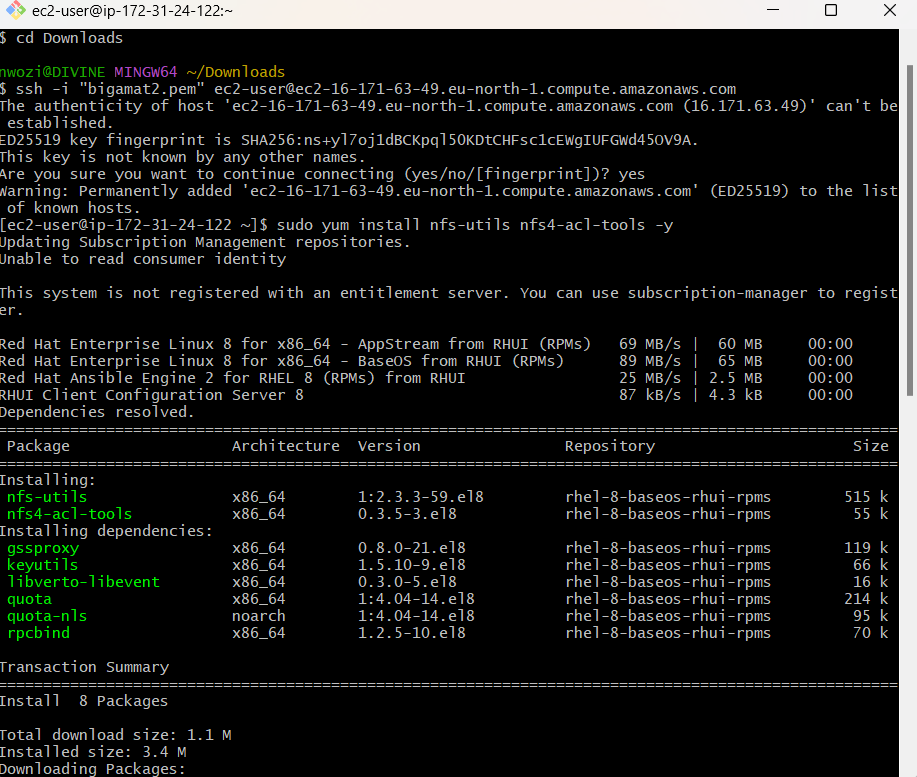 ec2-user@ip-172-31-24-122:~
$ cd Downloads
nwozi@DIVINE MINGW64 ~/Downloads
$ ssh -i "bigamat2.pem" ec2-user@ec2-16-171-63-49.eu-north-1.compute.amazonaws.com
The authenticity of host 'ec2-16-171-63-49.eu-north-1.compute.amazonaws.com (16.171.63.49)' can't be
 established.
ED25519 key fingerprint is SHA256:ns+yl7oj1dBCKpql5OKDtCHFsc1cEWgIUFGWd45OV9A.
This key is not known by any other names.
Are you sure you want to continue connecting (yes/no/[fingerprint])? yes
Warning: Permanently added 'ec2-16-171-63-49.eu-north-1.compute.amazonaws.com' (ED25519) to the list
 of known hosts.
[ec2-user@ip-172-31-24-122 ~]$ sudo yum install nfs-utils nfs4-acl-tools -y
Updating Subscription Management repositories.
Unable to read consumer identity
This system is not registered with an entitlement server. You can use subscription-manager to regist
er.
Red Hat Enterprise Linux 8 for x86_64 - AppStream from RHUI (RPMs)   69 MB/s |  60 MB     00:00
Red Hat Enterprise Linux 8 for x86_64 - BaseOS from RHUI (RPMs)      89 MB/s |  65 MB     00:00
Red Hat Ansible Engine 2 for RHEL 8 (RPMs) from RHUI                 25 MB/s | 2.5 MB     00:00
RHUI Client Configuration Server 8                                   87 kB/s | 4.3 kB     00:00
Dependencies resolved.
====================================================================================================
 Package                  Architecture  Version                Repository                      Size
====================================================================================================
Installing:
 nfs-utils                x86_64        1:2.3.3-59.el8         rhel-8-baseos-rhui-rpms        515 k
 nfs4-acl-tools           x86_64        0.3.5-3.el8            rhel-8-baseos-rhui-rpms         55 k
Installing dependencies:
 gssproxy                 x86_64        0.8.0-21.el8           rhel-8-baseos-rhui-rpms        119 k
 keyutils                 x86_64        1.5.10-9.el8           rhel-8-baseos-rhui-rpms         66 k
 libverto-libevent        x86_64        0.3.0-5.el8            rhel-8-baseos-rhui-rpms         16 k
 quota                    x86_64        1:4.04-14.el8          rhel-8-baseos-rhui-rpms        214 k
 quota-nls                noarch        1:4.04-14.el8          rhel-8-baseos-rhui-rpms         95 k
 rpcbind                  x86_64        1.2.5-10.el8           rhel-8-baseos-rhui-rpms         70 k
Transaction Summary
====================================================================================================
Install  8 Packages
Total download size: 1.1 M
Installed size: 3.4 M
Downloading Packages: